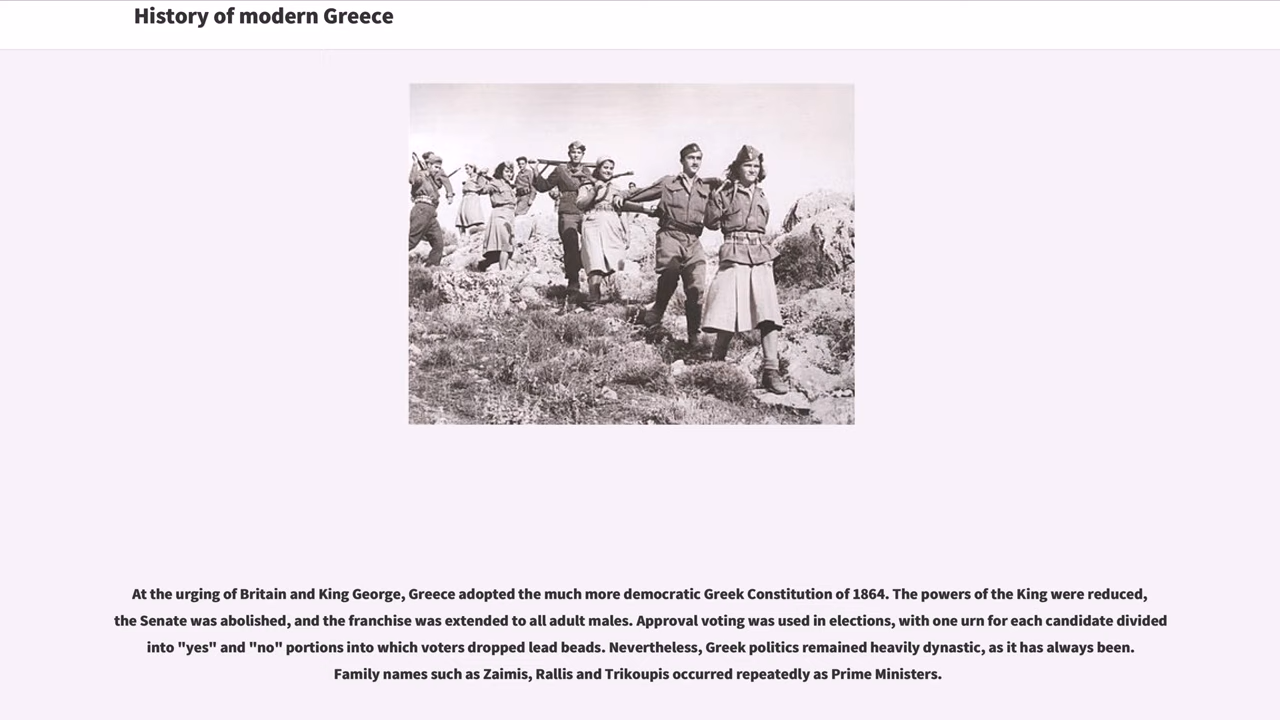 History of modern Greece
At the urging of Britain and King George, Greece adopted the much more democratic Greek Constitution of 1864. The powers of the King were reduced,
the Senate was abolished, and the franchise was extended to all adult males. Approval voting was used in elections, with one urn for each candidate divided
into "yes" and "no" portions into which voters dropped lead beads. Nevertheless, Greek politics remained heavily dynastic, as it has always been.
Family names such as Zaimis, Rallis and Trikoupis occurred repeatedly as Prime Ministers.